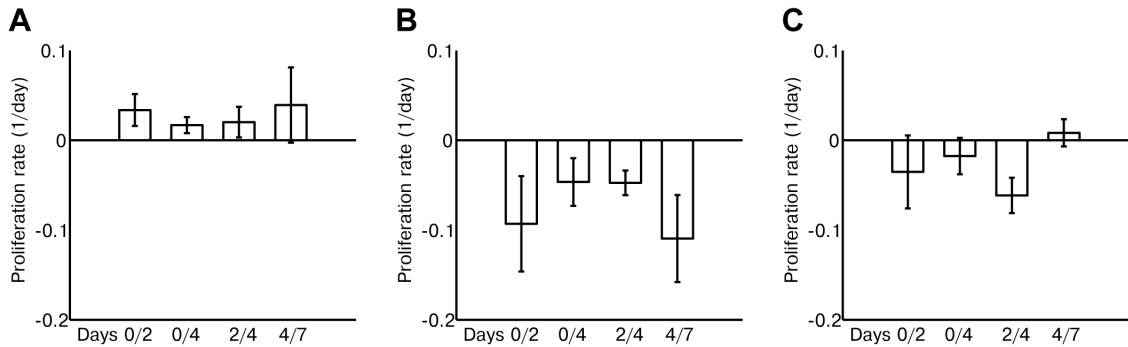 A
Proliferation rate (1/day)
0.1
0
-0.1
-0.2
Days 0/2 0/4 2/4 4/7
B
Proliferation rate (1/day)
0.1
0
-0.1
-0.2
Days 0/2 0/4 2/4 4/7
C
Proliferation rate (1/day)
0.1
0
-0.1
-0.2
Days 0/2 0/4 2/4 4/7